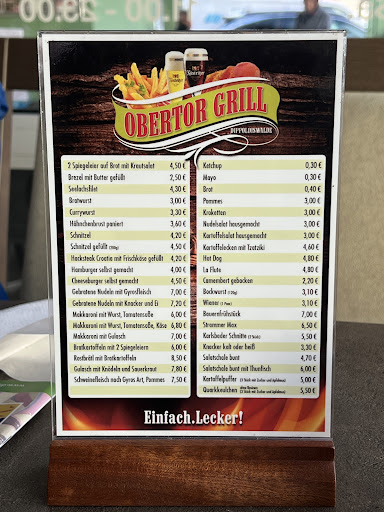 OBERTOR GRILL
DIPPOLDISWALDE
2 Spiegeleier auf Brot mit Krautsalat 4,50 €
Brezel mit Butter gefüllt 2,50 €
Seelachsfilet 4,30 €
Bratwurst 3,00 €
Currywurst 3,30 €
Hähnchenbrust paniert 3,60 €
Schnitzel 4,20 €
Schnitzel gefüllt 4,50 €
Hacksteak Croatia mit Frischkäse gefüllt 4,20 €
Hamburger selbst gemacht 4,00 €
Cheeseburger selbst gemacht 4,50 €
Gebratene Nudeln mit Gyrosfleisch 7,00 €
Gebratene Nudeln mit Knacker und Ei 7,20 €
Makkaroni mit Wurst, Tomatensoße 6,00 €
Makkaroni mit Wurst, Tomatensoße, Käse 6,80 €
Makkaroni mit Gulasch 7,00 €
Bratkartoffeln mit 2 Spiegeleiern 6,00 €
Rostbrätl mit Bratkartoffeln 8,50 €
Gulasch mit Knödeln und Sauerkraut 7,80 €
Schweinefleisch nach Gyros Art, Pommes 7,50 €
Ketchup 0,30 €
Mayo 0,30 €
Brot 0,40 €
Pommes 3,00 €
Kroketten 3,00 €
Nudelsalat hausgemacht 3,00 €
Kartoffelsalat hausgemacht 3,00 €
Kartoffelecken mit Tzatziki 4,60 €
Hot Dog 4,80 €
La Flute 4,80 €
Camembert gebacken 2,20 €
Bockwurst 3,00 €
Wiener 3,00 €
Bauernfrühstück 7,00 €
Strammer Max 6,50 €
Karlsbader Schnitte 5,50 €
Knacker kalt oder heiß 3,30 €
Salatschale bunt 4,70 €
Salatschale bunt mit Thunfisch 6,00 €
Kartoffelpuffer 5,00 €
Quarkkeulchen 5,50 €
Einfach.Lecker!